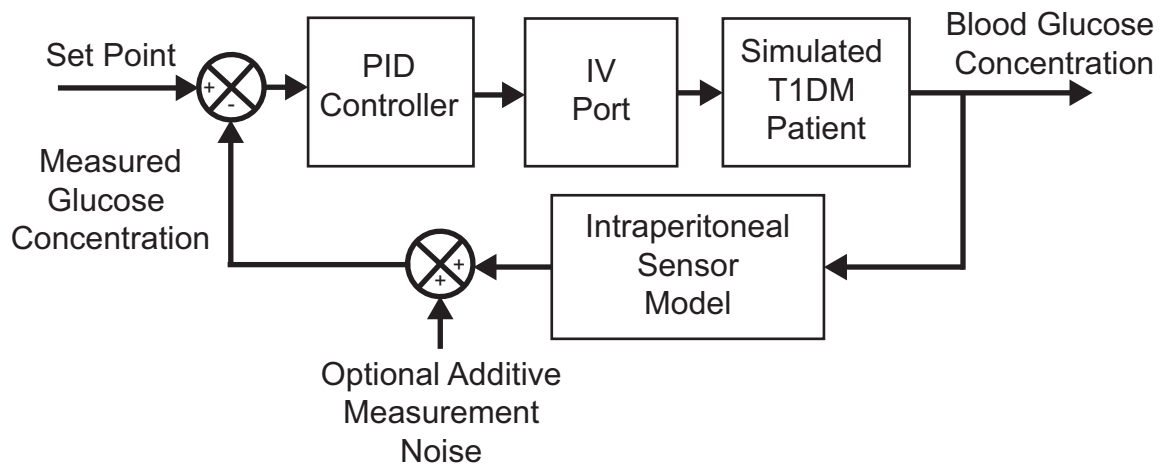 Set Point
+
-
PID
Controller
IV
Port
Simulated
T1DM
Patient
Blood Glucose
Concentration
Measured
Glucose
Concentration
+
+
Intraperitoneal
Sensor
Model
Optional Additive
Measurement
Noise